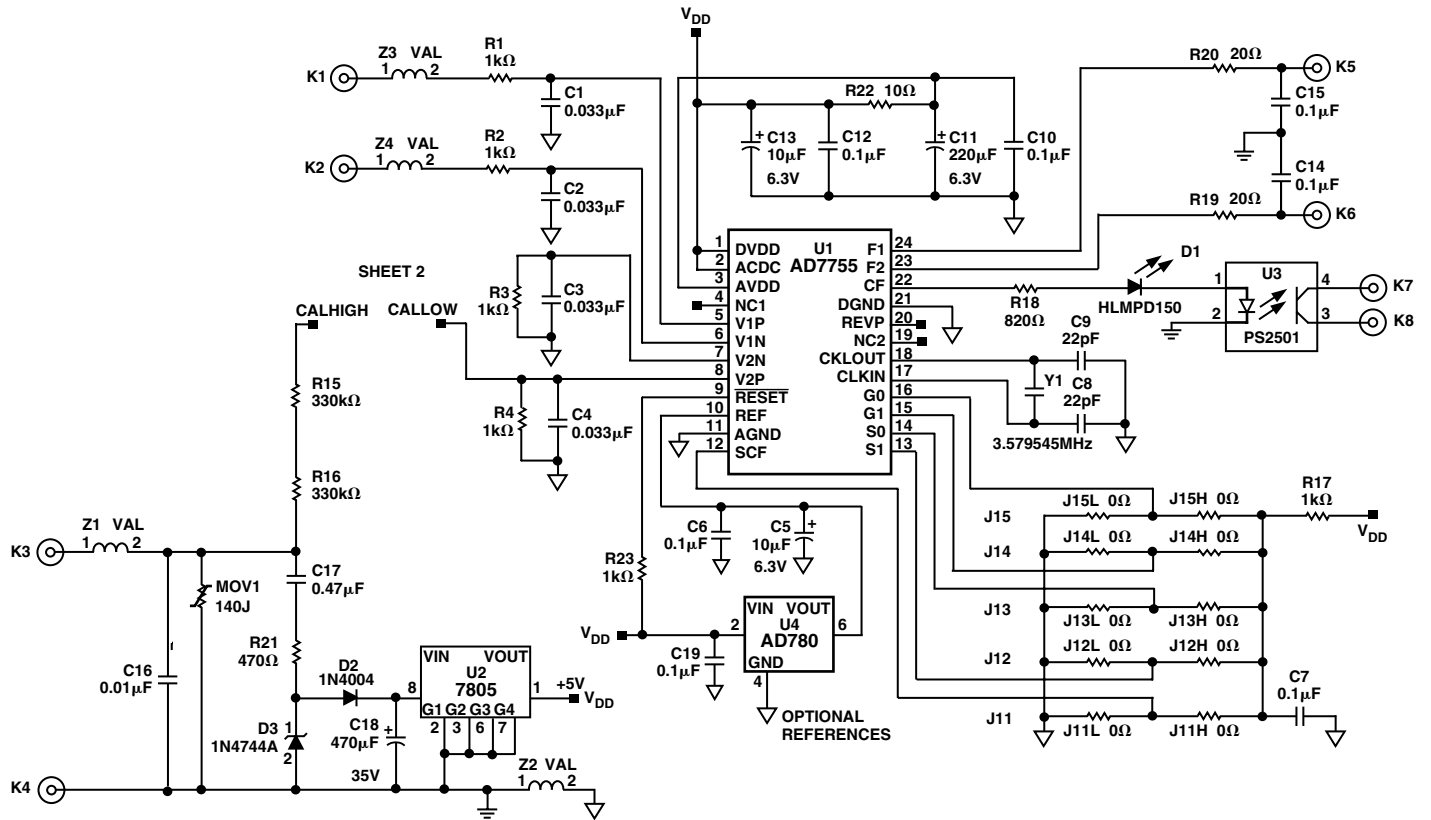 V_DD
K1
Z3 VAL
1 2
R1
1kΩ
C1
0.033μF
K2
Z4 VAL
1 2
R2
1kΩ
C2
0.033μF
R22 10Ω
C13
10μF
6.3V
C12
0.1μF
C11
220μF
6.3V
C10
0.1μF
+
+
R20 20Ω
K5
C15
0.1μF
C14
0.1μF
R19 20Ω
K6
SHEET 2
CALHIGH
CALLOW
R3
1kΩ
C3
0.033μF
R4
1kΩ
C4
0.033μF
U1
AD7755
1 DVDD
2 ACDC
3 AVDD
4 NC1
5 V1P
6 V1N
7 V2N
8 V2P
9 RESET
10 REF
11 AGND
12 SCF
24 F1
23 F2
22 CF
21 DGND
20 REVP
19 NC2
18 CKLOUT
17 CLKIN
16 G0
15 G1
14 S0
13 S1
R18
820Ω
D1
HLMPD150
U3
PS2501
1
2
4
3
K7
K8
C9
22pF
Y1
C8
22pF
3.579545MHz
R15
330kΩ
R16
330kΩ
K3
Z1 VAL
1 2
MOV1
140J
C17
0.47μF
R21
470Ω
C16
0.01μF
D2
1N4004
D3
1N4744A
1
2
C18
470μF
35V
+
VIN VOUT
U2
7805
G1 G2 G3 G4
8
1
2 3 6 7
+5V
V_DD
K4
Z2 VAL
1 2
R23
1kΩ
C6
0.1μF
C5
10μF
6.3V
+
V_DD
C19
0.1μF
VIN VOUT
U4
AD780
GND
2
6
4
OPTIONAL
REFERENCES
J15
J15L 0Ω
J15H 0Ω
R17
1kΩ
V_DD
J14
J14L 0Ω
J14H 0Ω
J13
J13L 0Ω
J13H 0Ω
J12
J12L 0Ω
J12H 0Ω
J11
J11L 0Ω
J11H 0Ω
C7
0.1μF